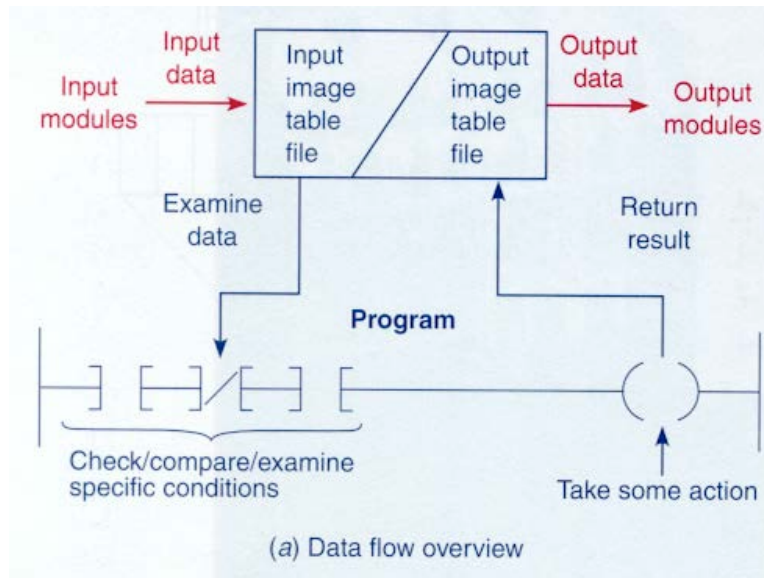 Input
data
Input
modules
Input
image
table
file
Output
image
table
file
Output
data
Output
modules
Examine
data
Return
result
Program
Check/compare/examine
specific conditions
Take some action
(a) Data flow overview